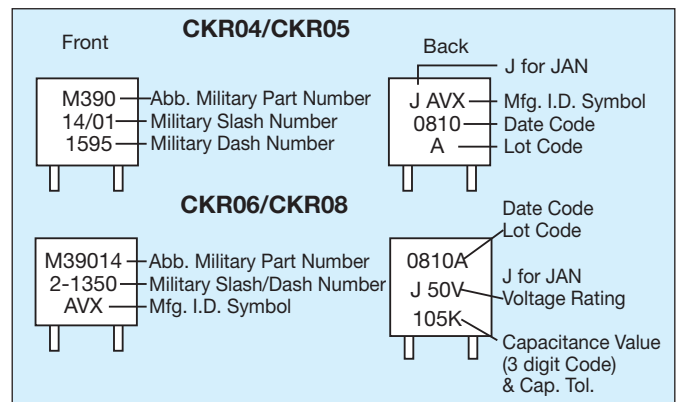 CKR04/CKR05
Front
M390
14/01
1595
Abb. Military Part Number
Military Slash Number
Military Dash Number
Back
J AVX
0810
A
J for JAN
Mfg. I.D. Symbol
Date Code
Lot Code
CKR06/CKR08
M39014
2-1350
AVX
Abb. Military Part Number
Military Slash/Dash Number
Mfg. I.D. Symbol
0810A
J 50V
105K
Date Code
Lot Code
J for JAN
Voltage Rating
Capacitance Value
(3 digit Code)
& Cap. Tol.